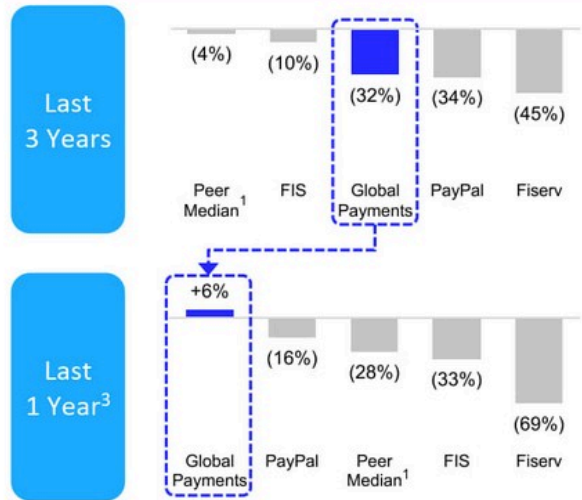 Last
3 Years
(4%)
(10%)
(32%)
(34%)
(45%)
Peer
Median1
FIS
Global
Payments
PayPal
Fiserv
Last
1 Year3
+6%
(16%)
(28%)
(33%)
(69%)
Global
Payments
PayPal
Peer
Median1
FIS
Fiserv